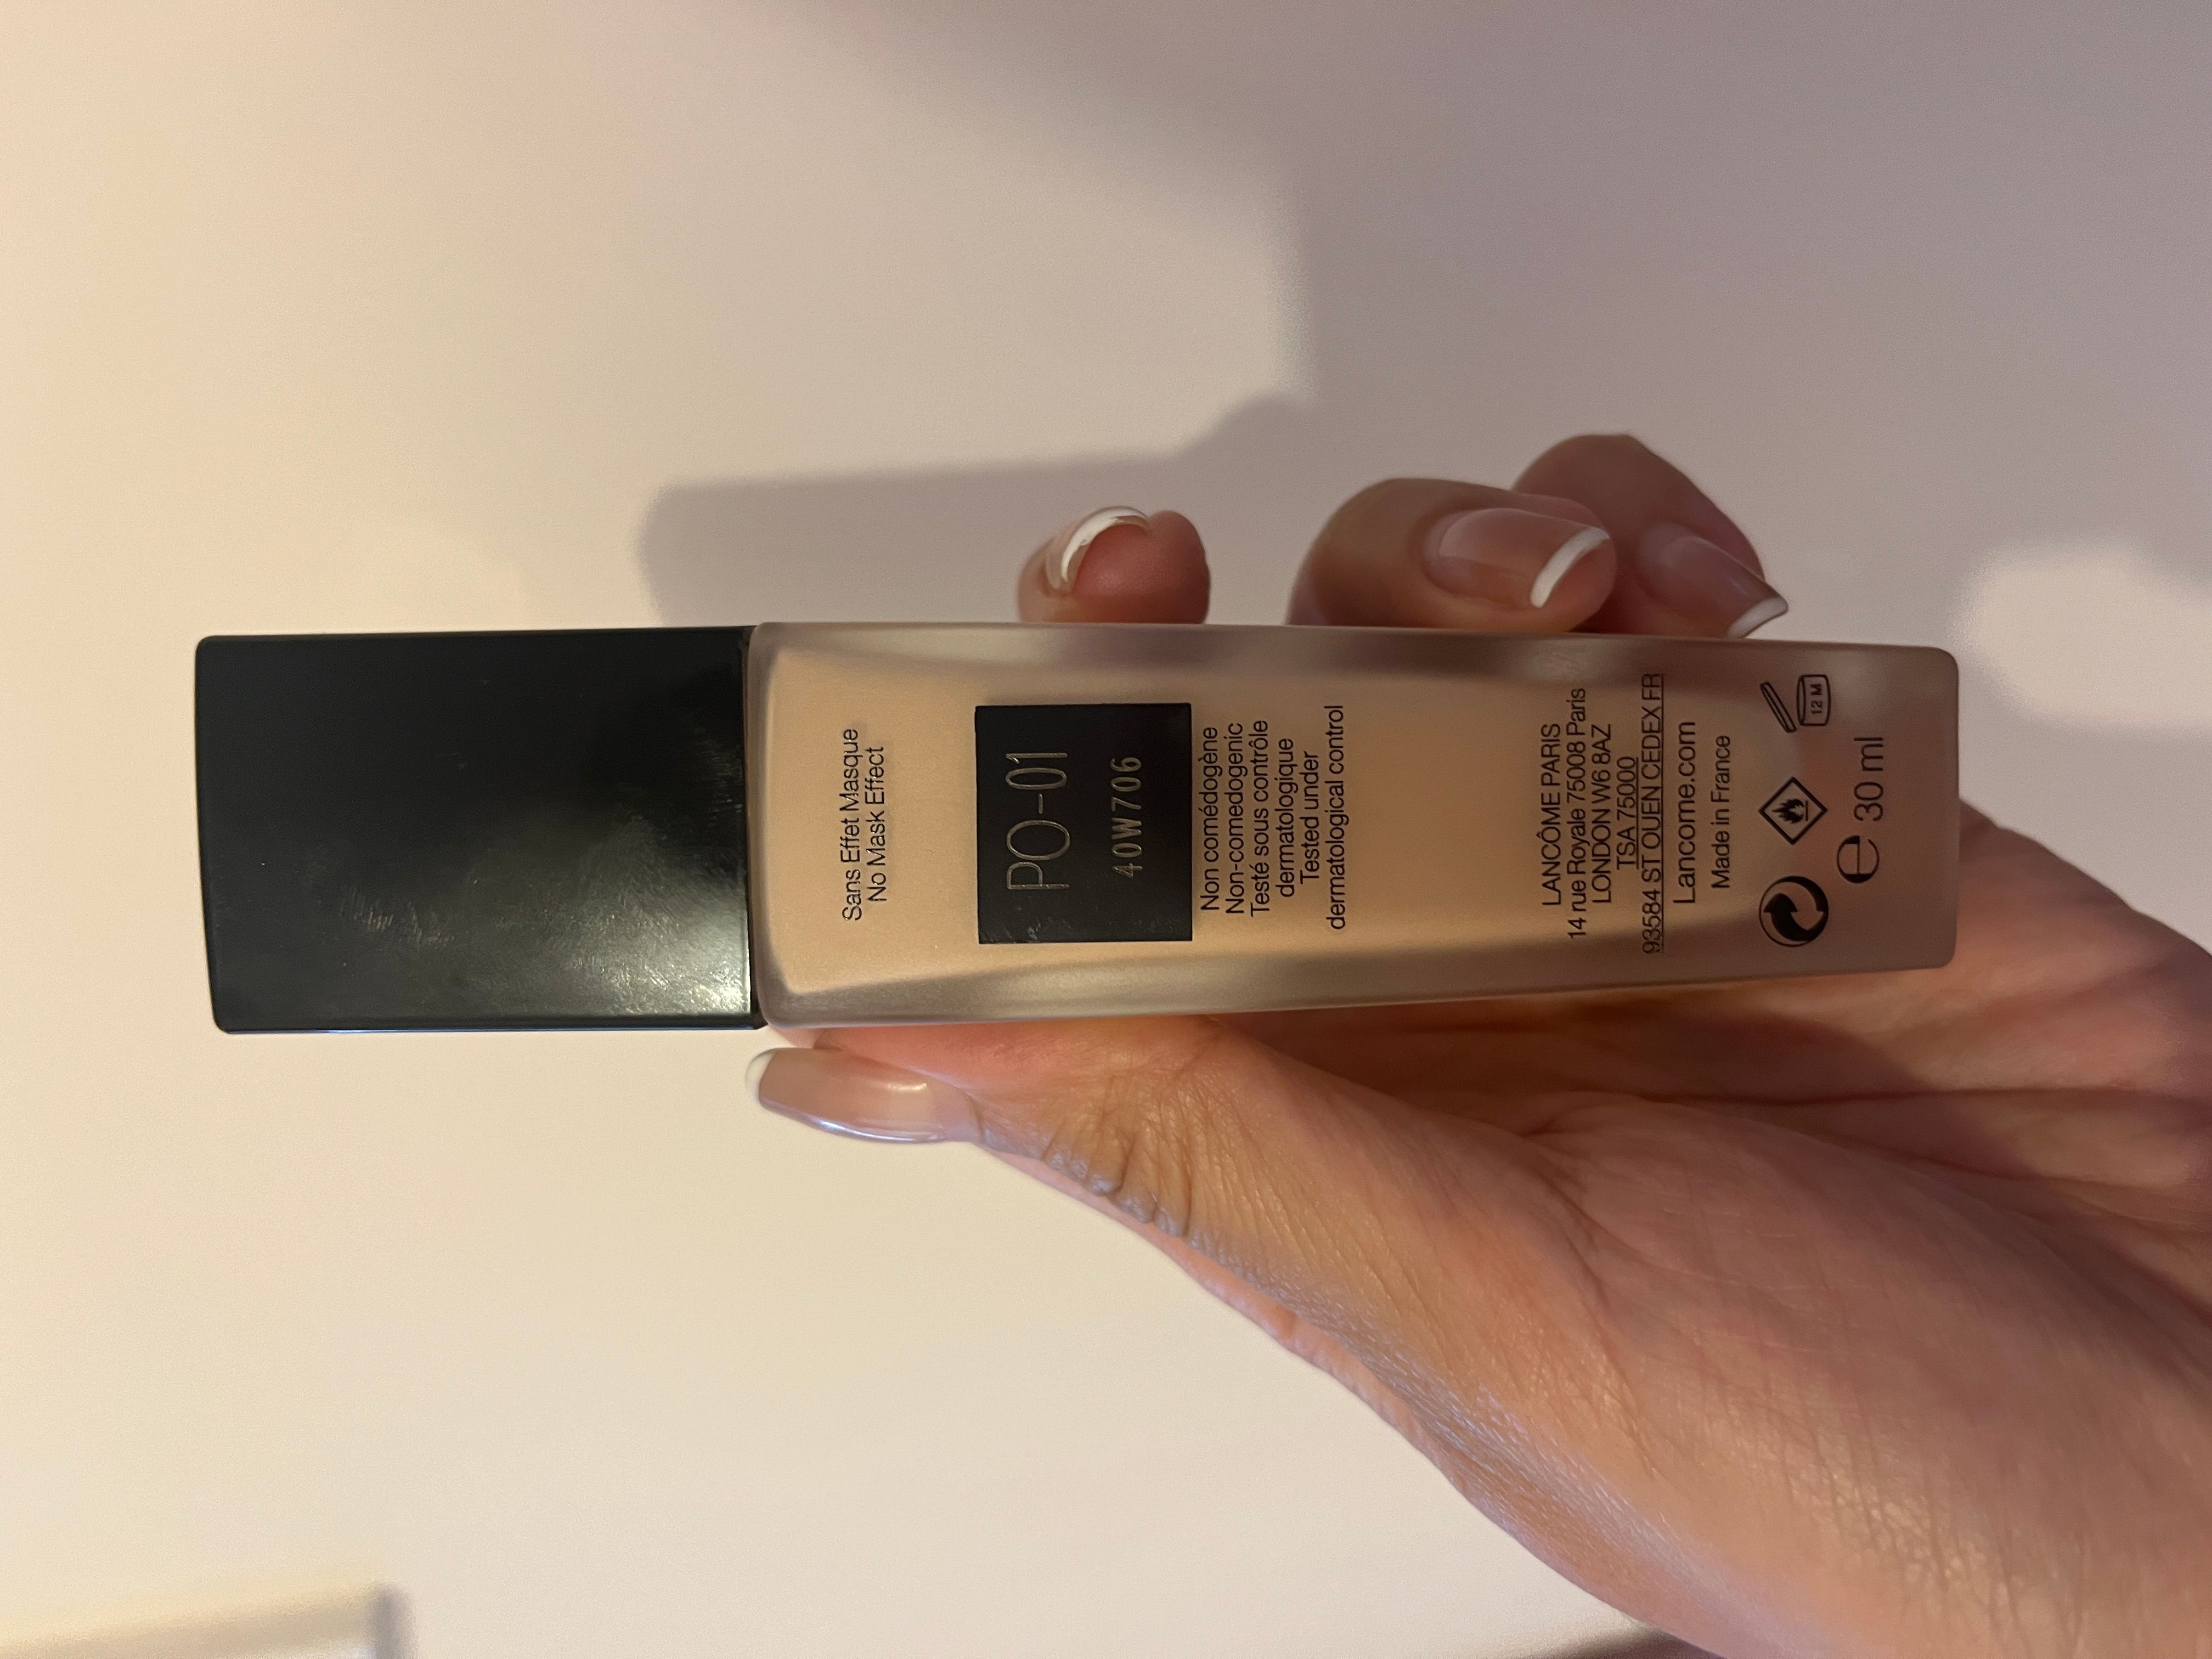 Sans Effet Masque
No Mask Effect
PO-01
40W706
Non comédogène
Non-comedogenic
Testé sous contrôle
dermatologique
Tested under
dermatological control
LANCÔME PARIS
14 rue Royale 75008 Paris
LONDON W6 8AZ
TSA 75000
93584 ST OUEN CEDEX FR
Lancome.com
Made in France
12 M
e 30 ml